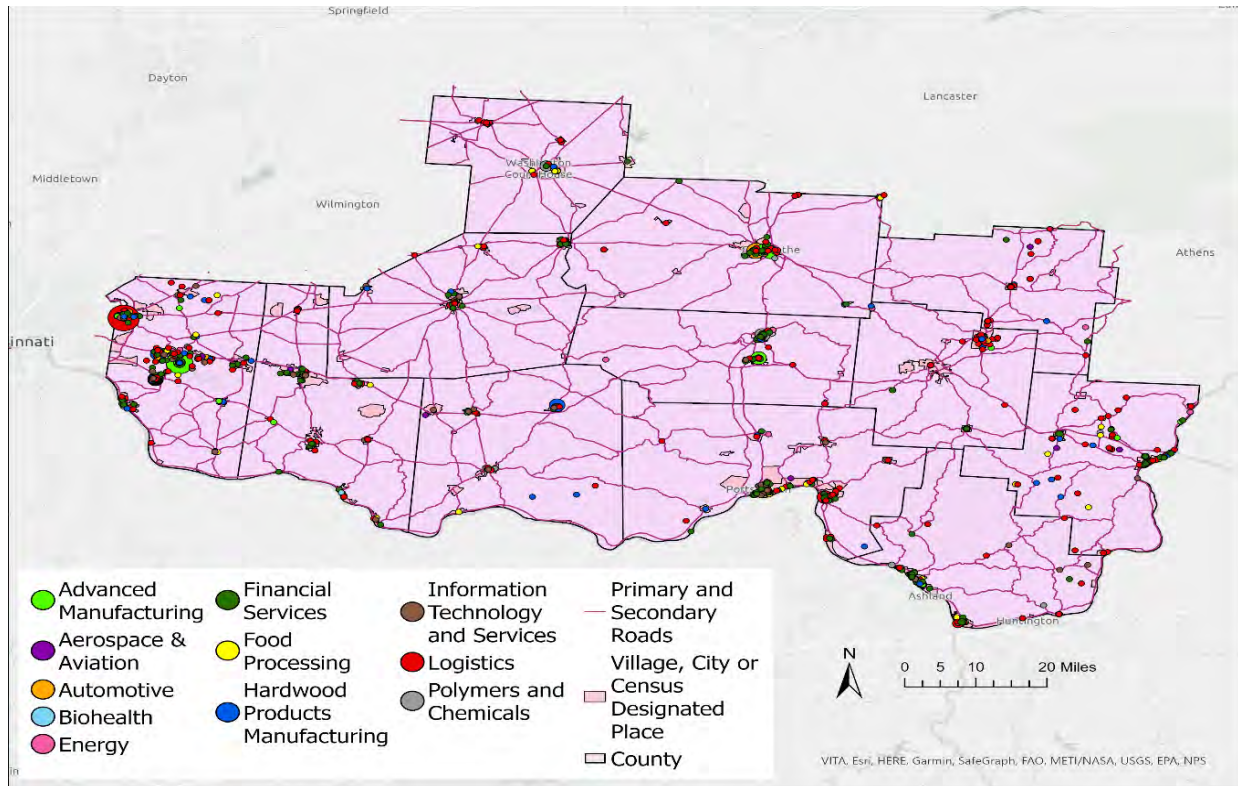 Springfield
Dayton
Lancaster
Middletown
Washington
Court House
Wilmington
Athens
innati
Ashland
Huntington
Advanced
Manufacturing
Aerospace &
Aviation
Automotive
Biohealth
Energy
Financial
Services
Food
Processing
Hardwood
Products
Manufacturing
Information
Technology
and Services
Logistics
Polymers and
Chemicals
Primary and
Secondary
Roads
Village, City or
Census
Designated
Place
County
N
0 5 10 20 Miles
VITA, Esri, HERE, Garmin, SafeGraph, FAO, METI/NASA, USGS, EPA, NPS